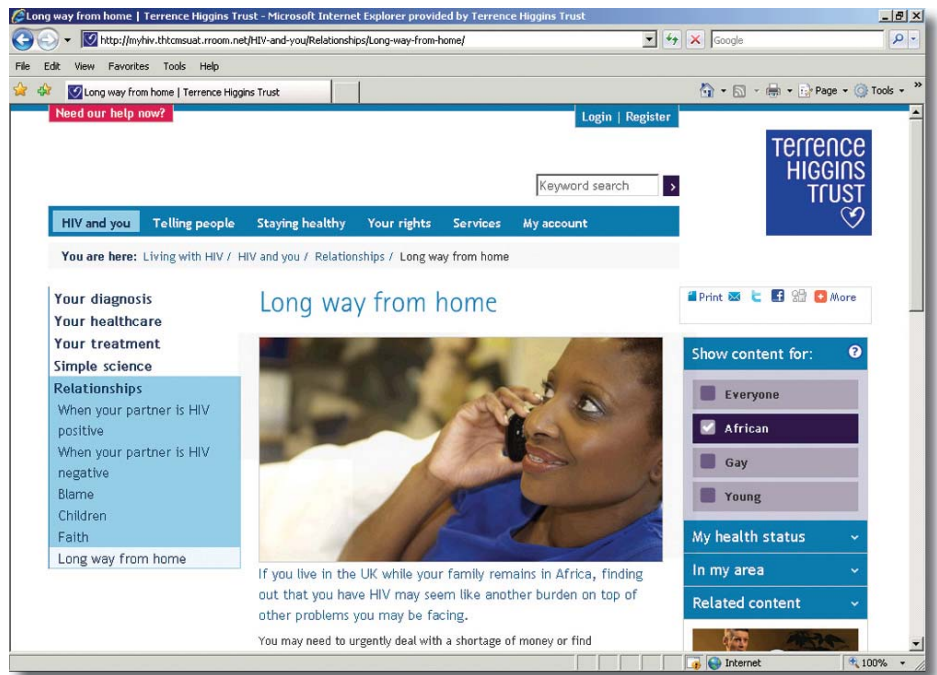 Long way from home | Terrence Higgins Trust - Microsoft Internet Explorer provided by Terrence Higgins Trust
http://myhiv.thtcmsuat.rroom.net/HIV-and-you/Relationships/Long-way-from-home/
Google
File Edit View Favorites Tools Help
Long way from home | Terrence Higgins Trust
Page Tools
Need our help now?
Login | Register
Terrence
Higgins
Trust
Keyword search
HIV and you Telling people Staying healthy Your rights Services My account
You are here: Living with HIV / HIV and you / Relationships / Long way from home
Your diagnosis
Your healthcare
Your treatment
Simple science
Relationships
When your partner is HIV
positive
When your partner is HIV
negative
Blame
Children
Faith
Long way from home
Long way from home
If you live in the UK while your family remains in Africa, finding
out that you have HIV may seem like another burden on top of
other problems you may be facing.
You may need to urgently deal with a shortage of money or find
Print More
Show content for: ?
Everyone
African
Gay
Young
My health status
In my area
Related content
Internet 100%